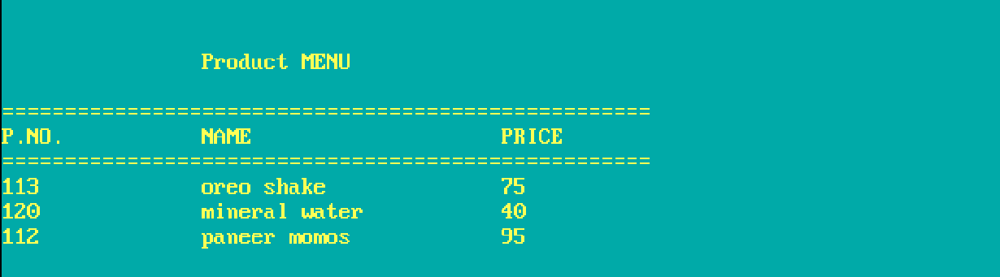 Product MENU
====================================================
P.NO. NAME PRICE
====================================================
113 oreo shake 75
120 mineral water 40
112 paneer momos 95